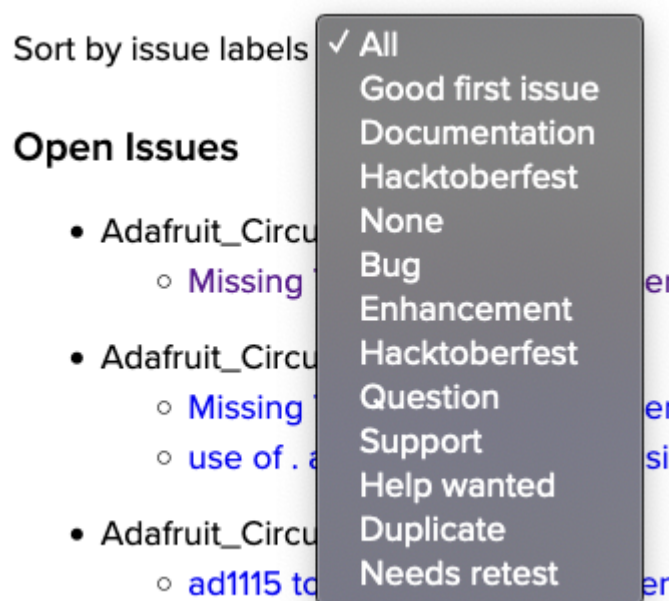 Sort by issue labels
✓ All
Good first issue
Documentation
Hacktoberfest
None
Bug
Enhancement
Hacktoberfest
Question
Support
Help wanted
Duplicate
Needs retest
Open Issues
Adafruit_Circu
Missing
Adafruit_Circu
Missing
use of .
Adafruit_Circu
ad1115